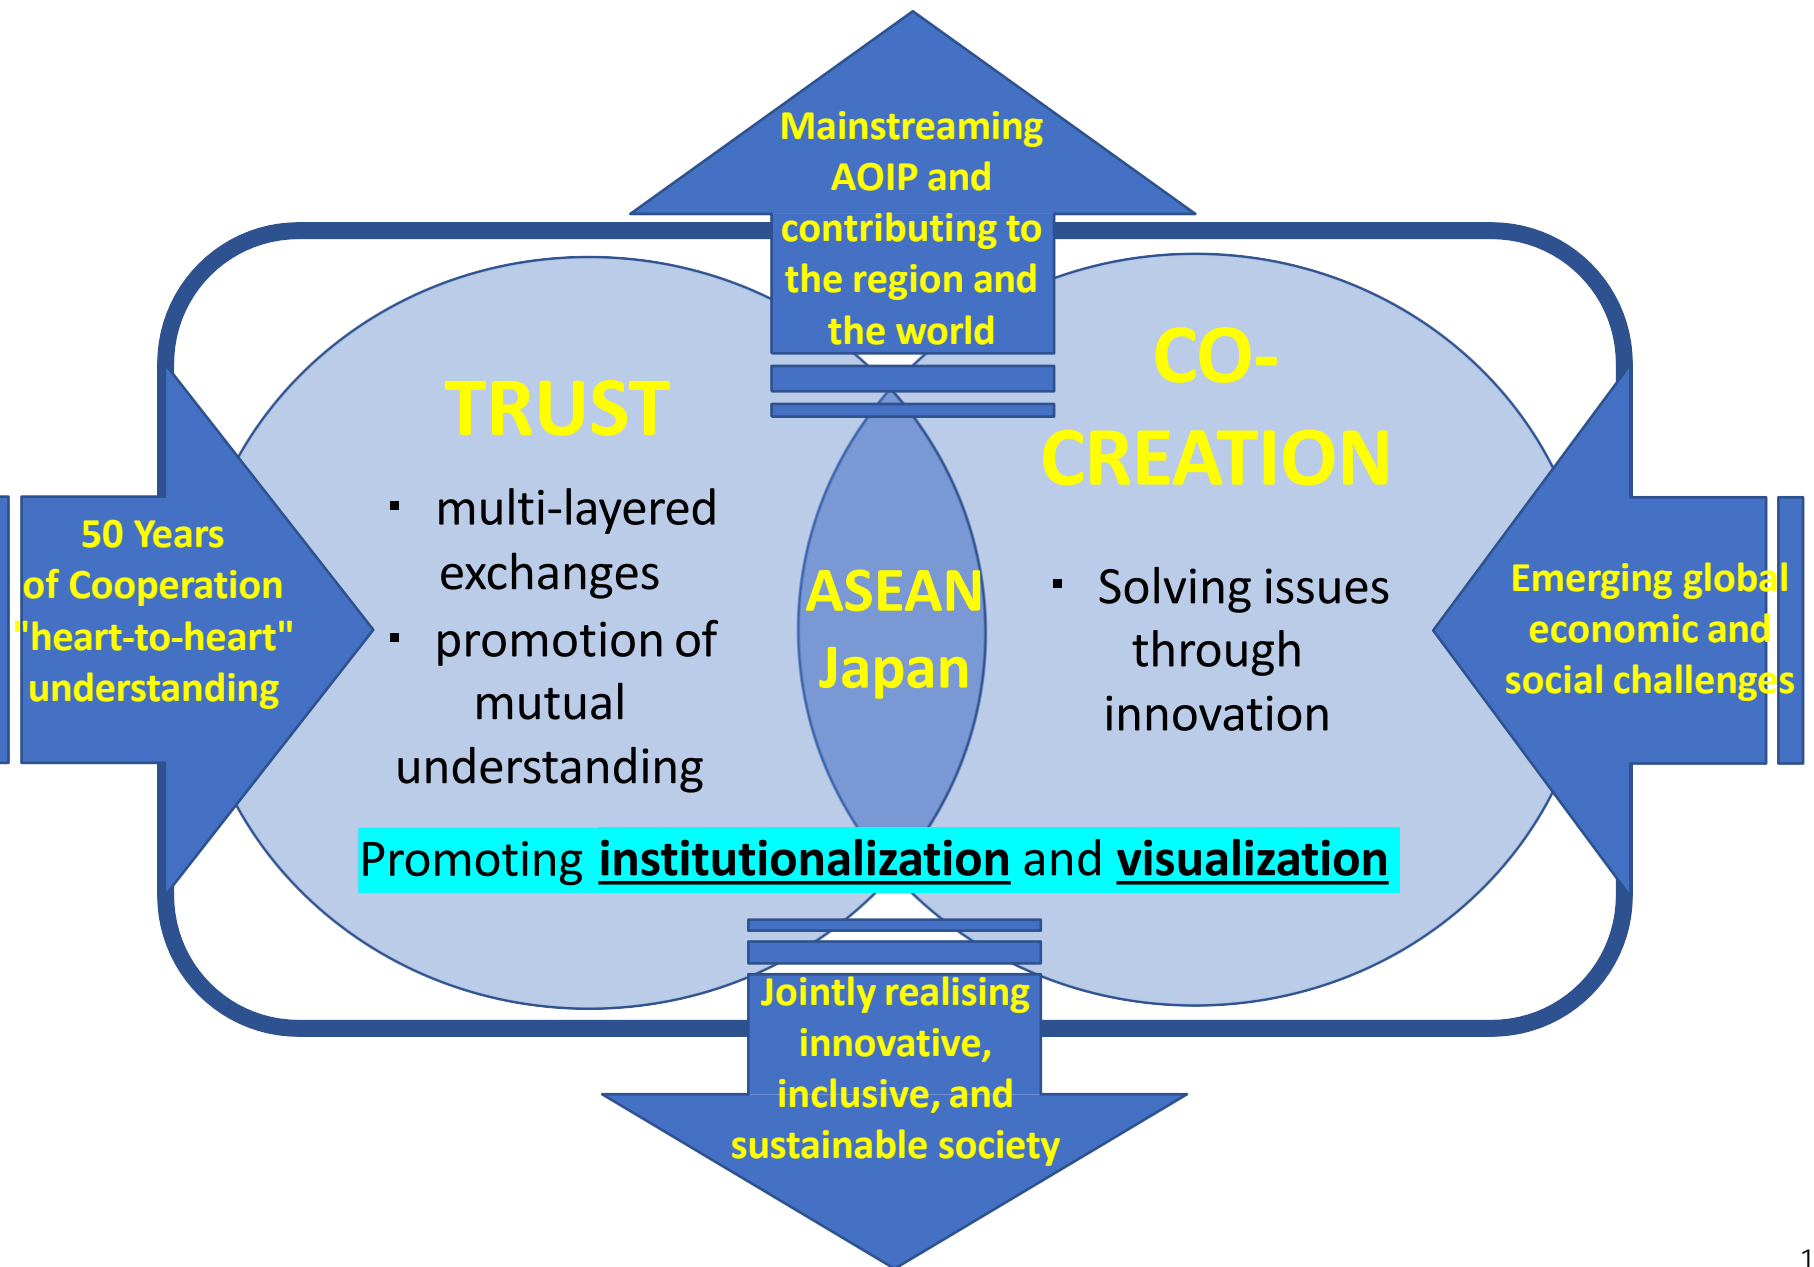 Mainstreaming
AOIP and
contributing to
the region and
the world
TRUST
▪ multi-layered
exchanges
▪ promotion of
mutual
understanding
CO-
CREATION
▪ Solving issues
through
innovation
ASEAN
Japan
50 Years
of Cooperation
"heart-to-heart"
understanding
Emerging global
economic and
social challenges
Promoting institutionalization and visualization
Jointly realising
innovative,
inclusive, and
sustainable society
1